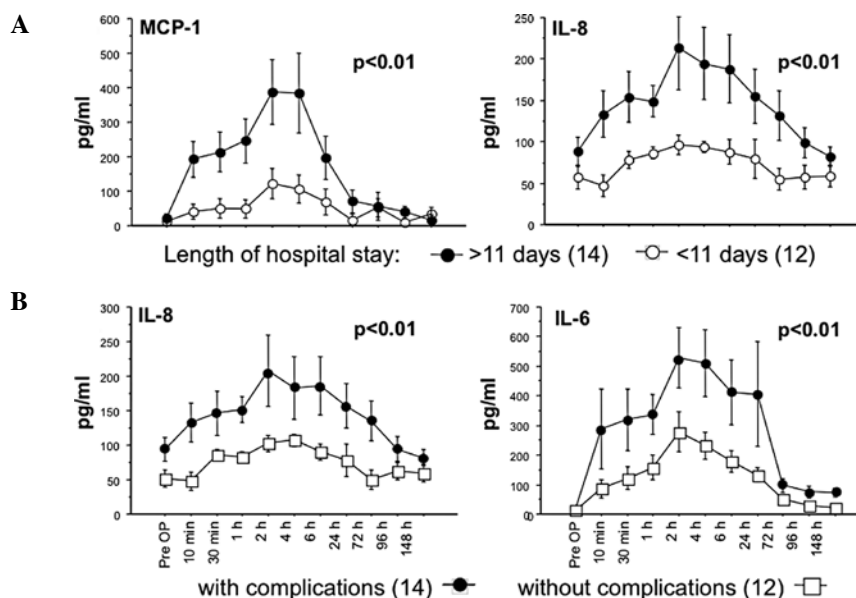 A
MCP-1
p<0.01
pg/ml
600
500
400
300
200
100
0
IL-8
p<0.01
250
200
150
100
50
0
Length of hospital stay: >11 days (14) <11 days (12)
B
IL-8
p<0.01
pg/ml
300
250
200
150
100
50
0
Pre OP
10 min
30 min
1 h
2 h
4 h
6 h
24 h
72 h
96 h
148 h
IL-6
p<0.01
pg/ml
700
600
500
400
300
200
100
0
Pre OP
10 min
30 min
1 h
2 h
4 h
6 h
24 h
72 h
96 h
148 h
with complications (14) without complications (12)